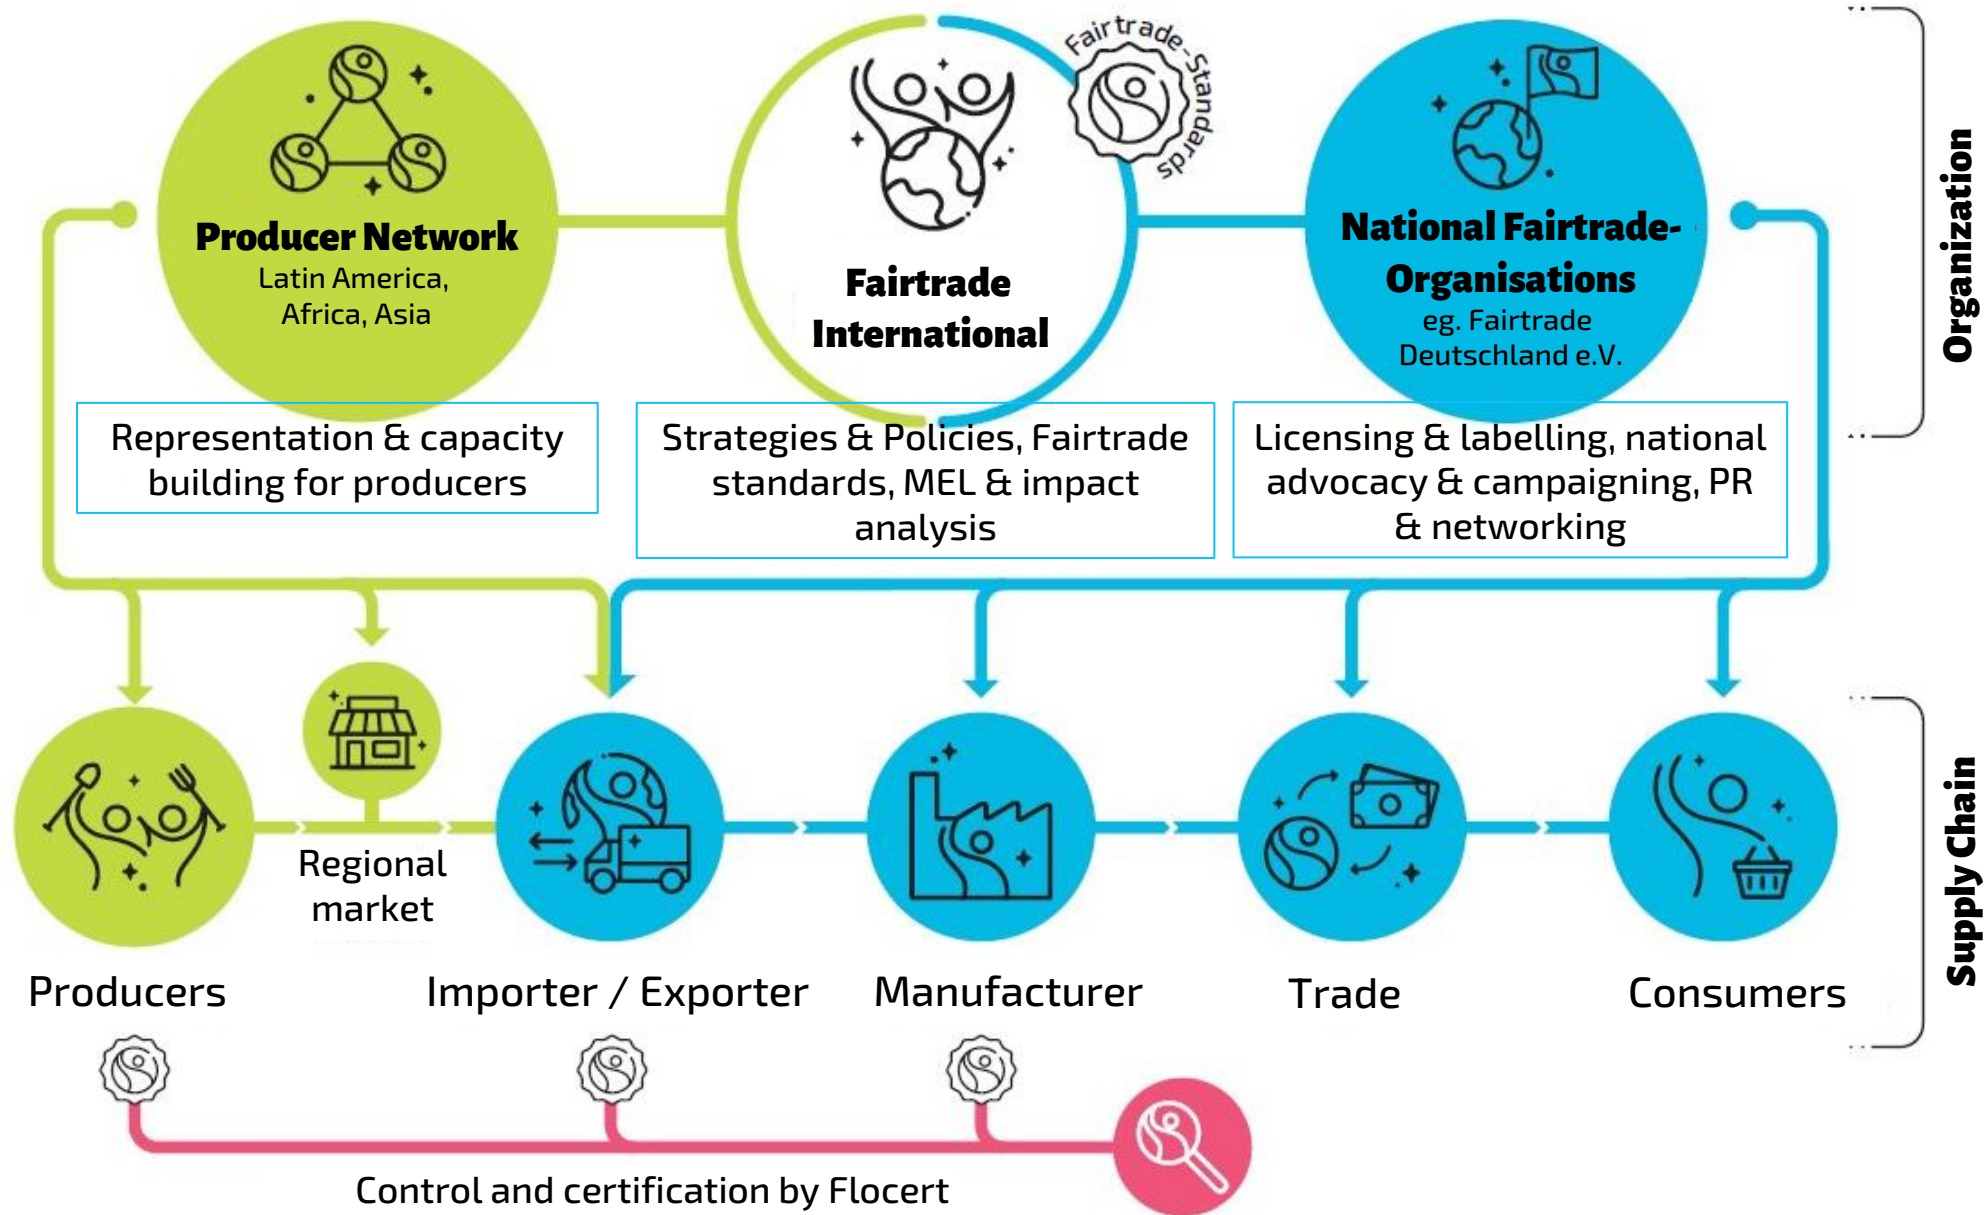 Fairtrade-Standards
Producer Network
Latin America,
Africa, Asia
Fairtrade
International
National Fairtrade-
Organisations
eg. Fairtrade
Deutschland e.V.
Organization
Representation & capacity
building for producers
Strategies & Policies, Fairtrade
standards, MEL & impact
analysis
Licensing & labelling, national
advocacy & campaigning, PR
& networking
Regional
market
Supply Chain
Producers
Importer / Exporter
Manufacturer
Trade
Consumers
Control and certification by Flocert